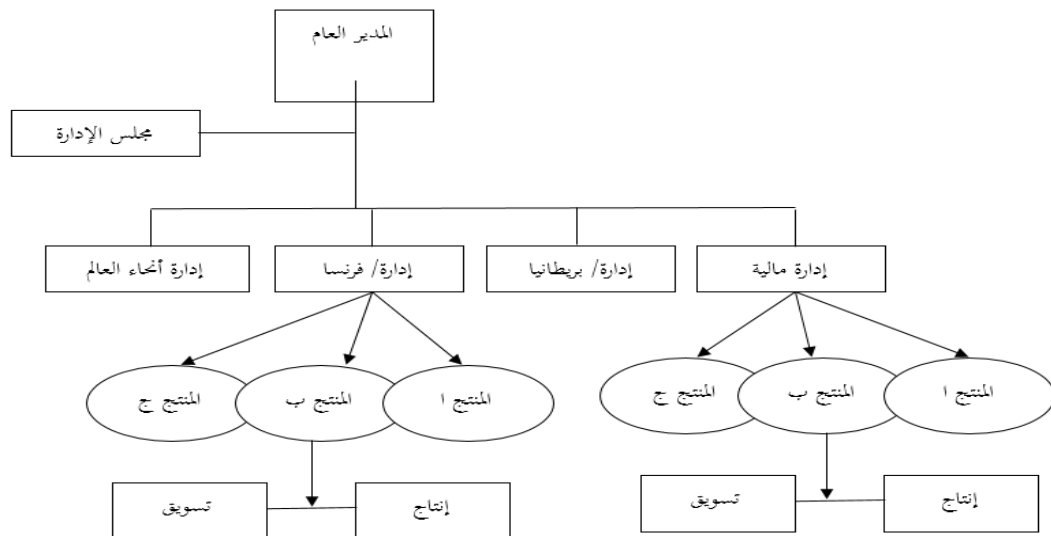 المدير العام
مجلس الإدارة
إدارة مالية
إدارة/ بريطانيا
إدارة/ فرنسا
إدارة أنحاء العالم
المنتج ا
المنتج ب
المنتج ج
المنتج ا
المنتج ب
المنتج ج
إنتاج
تسويق
إنتاج
تسويق